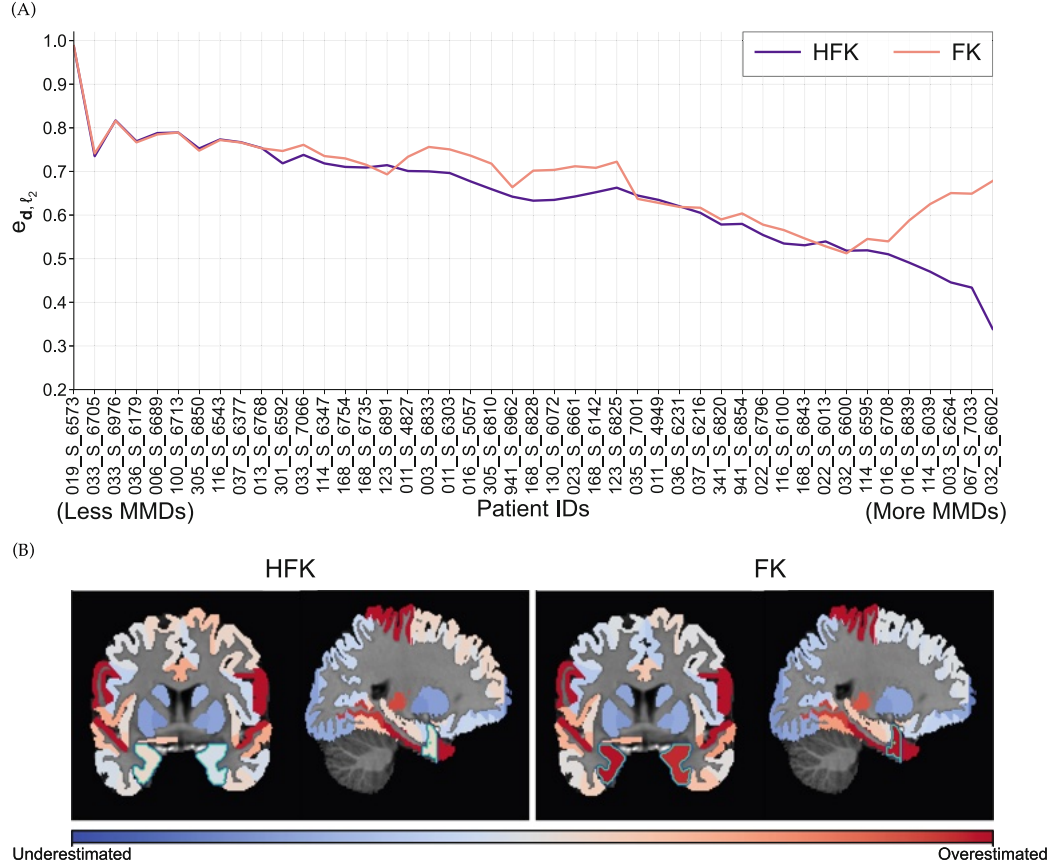 (A)
HFK FK
1.0
0.9
0.8
0.7
0.6
0.5
0.4
0.3
0.2
e_d, ℓ₂
019_S_6573
033_S_6705
033_S_6976
036_S_6179
006_S_6689
100_S_6713
305_S_6850
116_S_6543
037_S_6377
013_S_6768
301_S_6592
033_S_7066
114_S_6347
168_S_6754
168_S_6735
123_S_6891
011_S_4827
003_S_6833
011_S_6303
016_S_5057
305_S_6810
941_S_6962
168_S_6828
130_S_6072
023_S_6661
168_S_6142
123_S_6825
035_S_7001
011_S_4949
036_S_6231
037_S_6216
341_S_6820
941_S_6854
022_S_6796
116_S_6100
168_S_6843
022_S_6013
032_S_6600
114_S_6595
016_S_6708
016_S_6839
114_S_6039
003_S_6264
067_S_7033
032_S_6602
(Less MMDs) Patient IDs (More MMDs)
(B)
HFK FK
Underestimated Overestimated